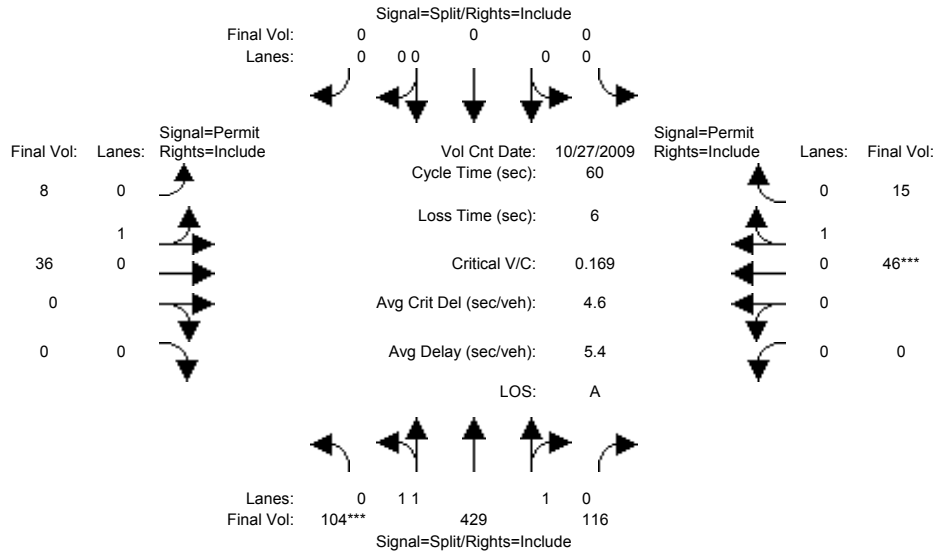 Signal=Split/Rights=Include
Final Vol: 0 0 0
Lanes: 0 0 0 0 0
Signal=Permit Signal=Permit
Final Vol: Lanes: Rights=Include Vol Cnt Date: 10/27/2009 Rights=Include Lanes: Final Vol:
Cycle Time (sec): 60
8 0 0 15
Loss Time (sec): 6
1 1
36 0 Critical V/C: 0.169 0 46***
0 Avg Crit Del (sec/veh): 4.6 0
0 0 Avg Delay (sec/veh): 5.4 0 0
LOS: A
Lanes: 0 1 1 1 0
Final Vol: 104*** 429 116
Signal=Split/Rights=Include